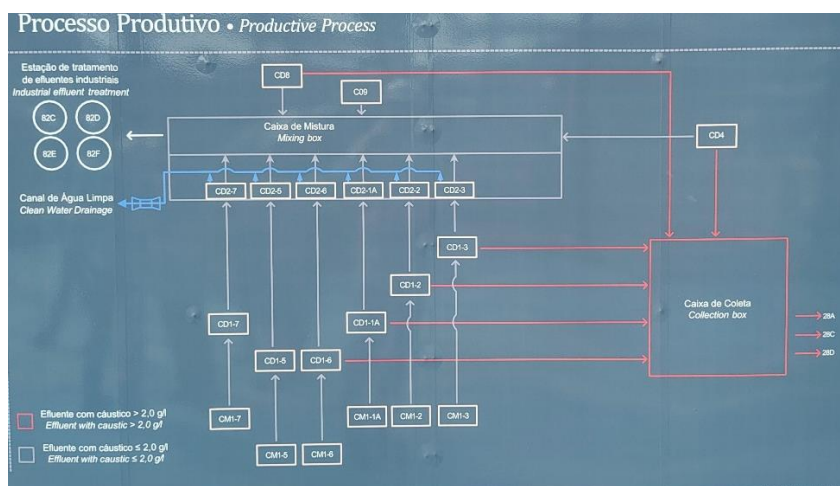 Processo Produtivo • Productive Process
Estação de tratamento
de efluentes industriais
Industrial effluent treatment
82C
82D
82E
82F
Canal de Água Limpa
Clean Water Drainage
CD8
C09
Caixa de Mistura
Mixing box
CD4
CD2-7
CD2-5
CD2-6
CD2-1A
CD2-2
CD2-3
CD1-3
CD1-2
CD1-7
CD1-1A
CD1-5
CD1-6
Caixa de Coleta
Collection box
28A
28C
28D
CM1-7
CM1-1A
CM1-2
CM1-3
CM1-5
CM1-6
Efluente com cáustico > 2,0 g/l
Effluent with caustic > 2,0 g/l
Efluente com cáustico ≤ 2,0 g/l
Effluent with caustic ≤ 2,0 g/l